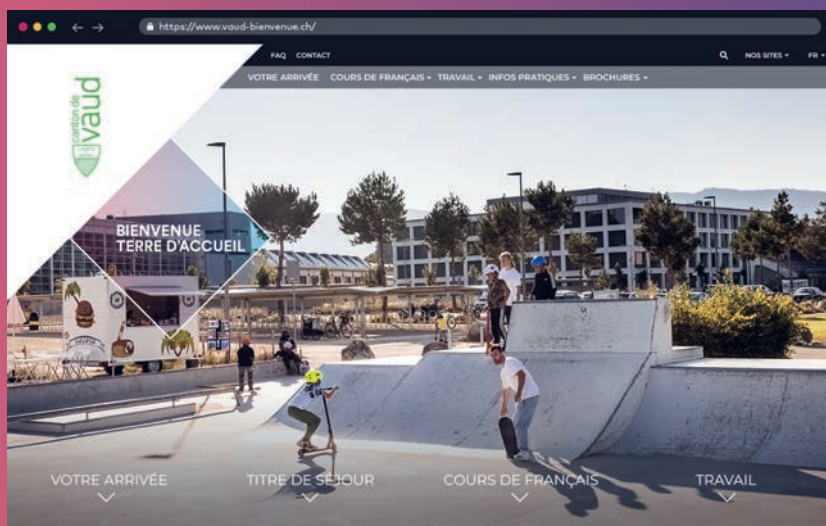 https://www.vaud-bienvenue.ch/
FAQ CONTACT
NOS SITES
FR
VOTRE ARRIVÉE COURS DE FRANÇAIS TRAVAIL INFOS PRATIQUES BROCHURES
canton de
vaud
BIENVENUE
TERRE D'ACCUEIL
VOTRE ARRIVÉE
TITRE DE SÉJOUR
COURS DE FRANÇAIS
TRAVAIL